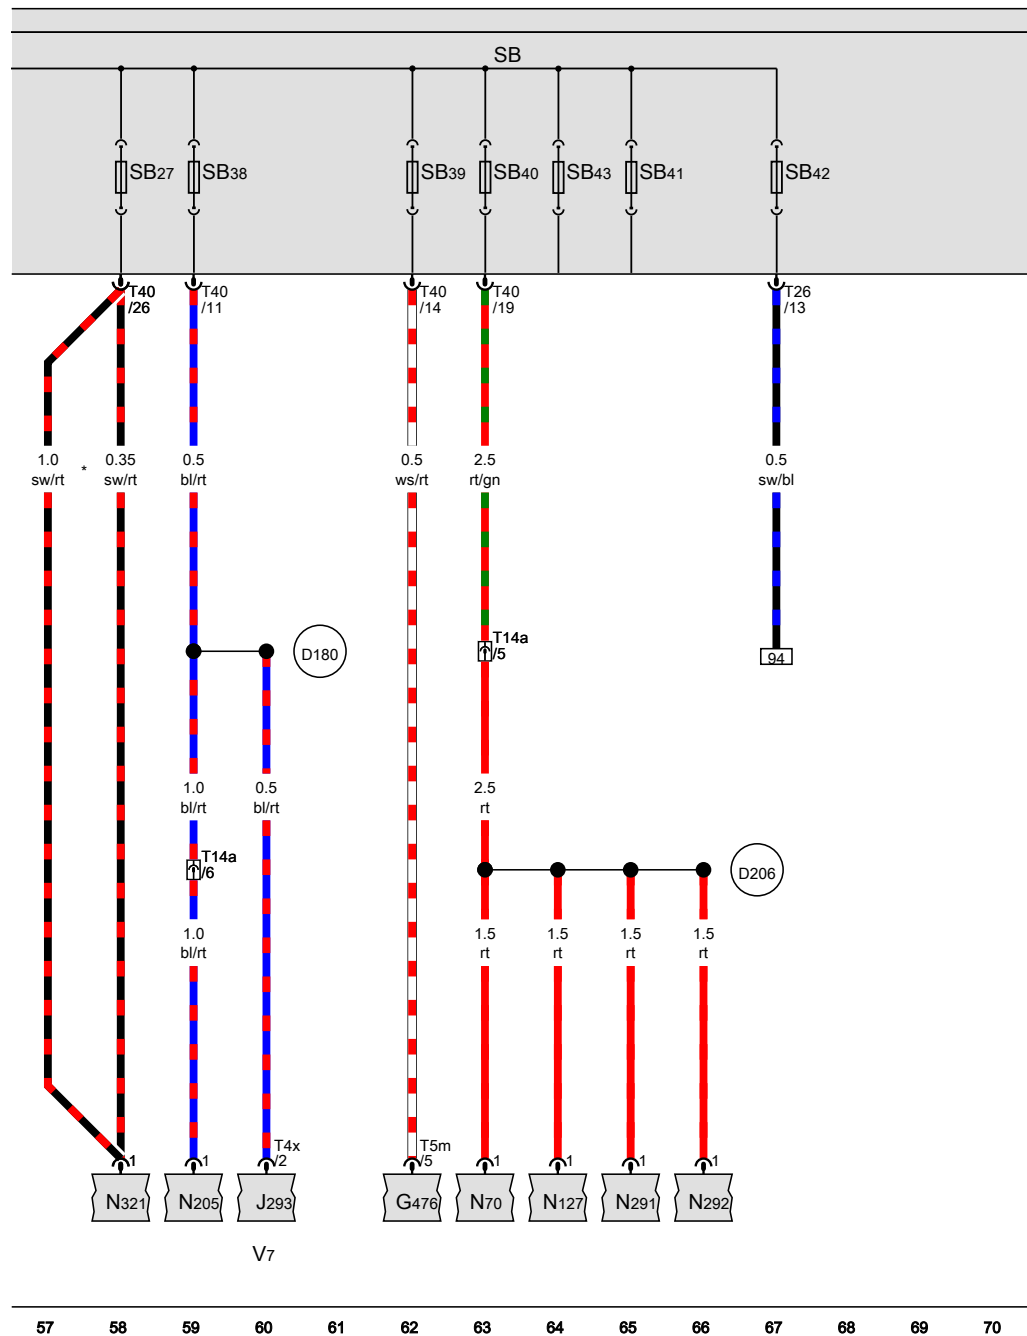 SB
SB27 SB38 SB39 SB40 SB43 SB41 SB42
T40 T40 T40 T40 T26
/26 /11 /14 /19 /13
1.0 * 0.35 0.5 0.5 2.5 0.5
sw/rt sw/rt bl/rt ws/rt rt/gn sw/bl
T14a
/5
D180
94
1.0 0.5 2.5
bl/rt bl/rt rt
T14a
/6
D206
1.0 1.5 1.5 1.5 1.5
bl/rt rt rt rt rt
T4x T5m
1 1 /2 /5 1 1 1 1
N321 N205 J293 G476 N70 N127 N291 N292
V7
57 58 59 60 61 62 63 64 65 66 67 68 69 70